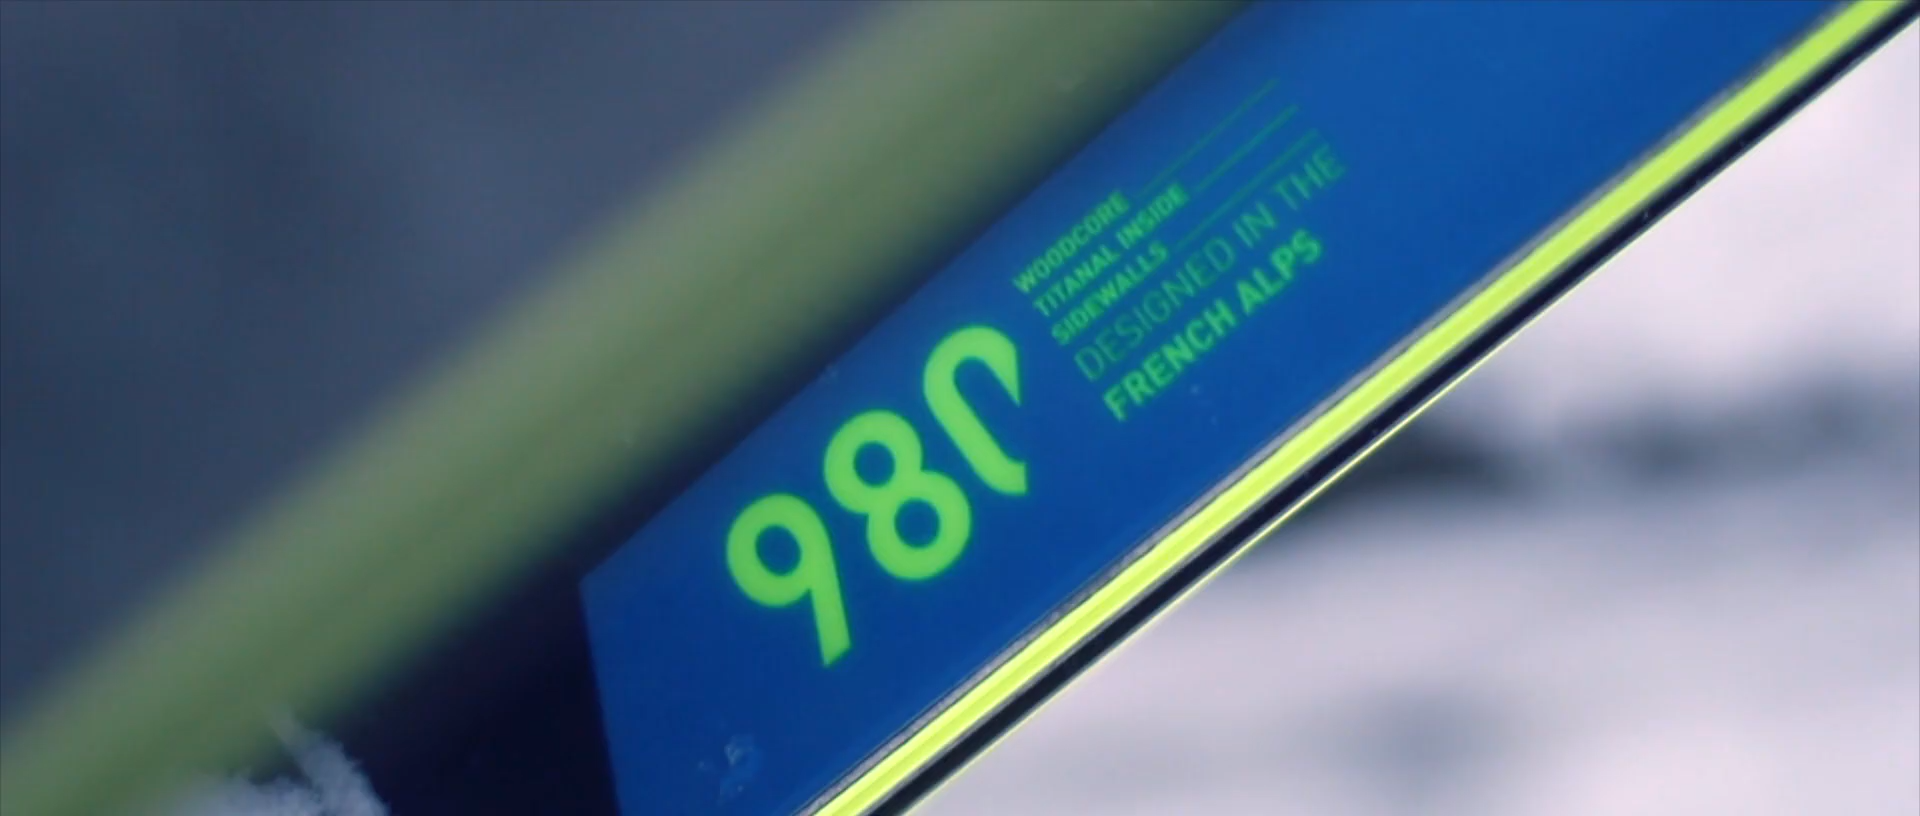 980
WOODCORE
TITANAL INSIDE
SIDEWALLS
DESIGNED IN THE
FRENCH ALPS